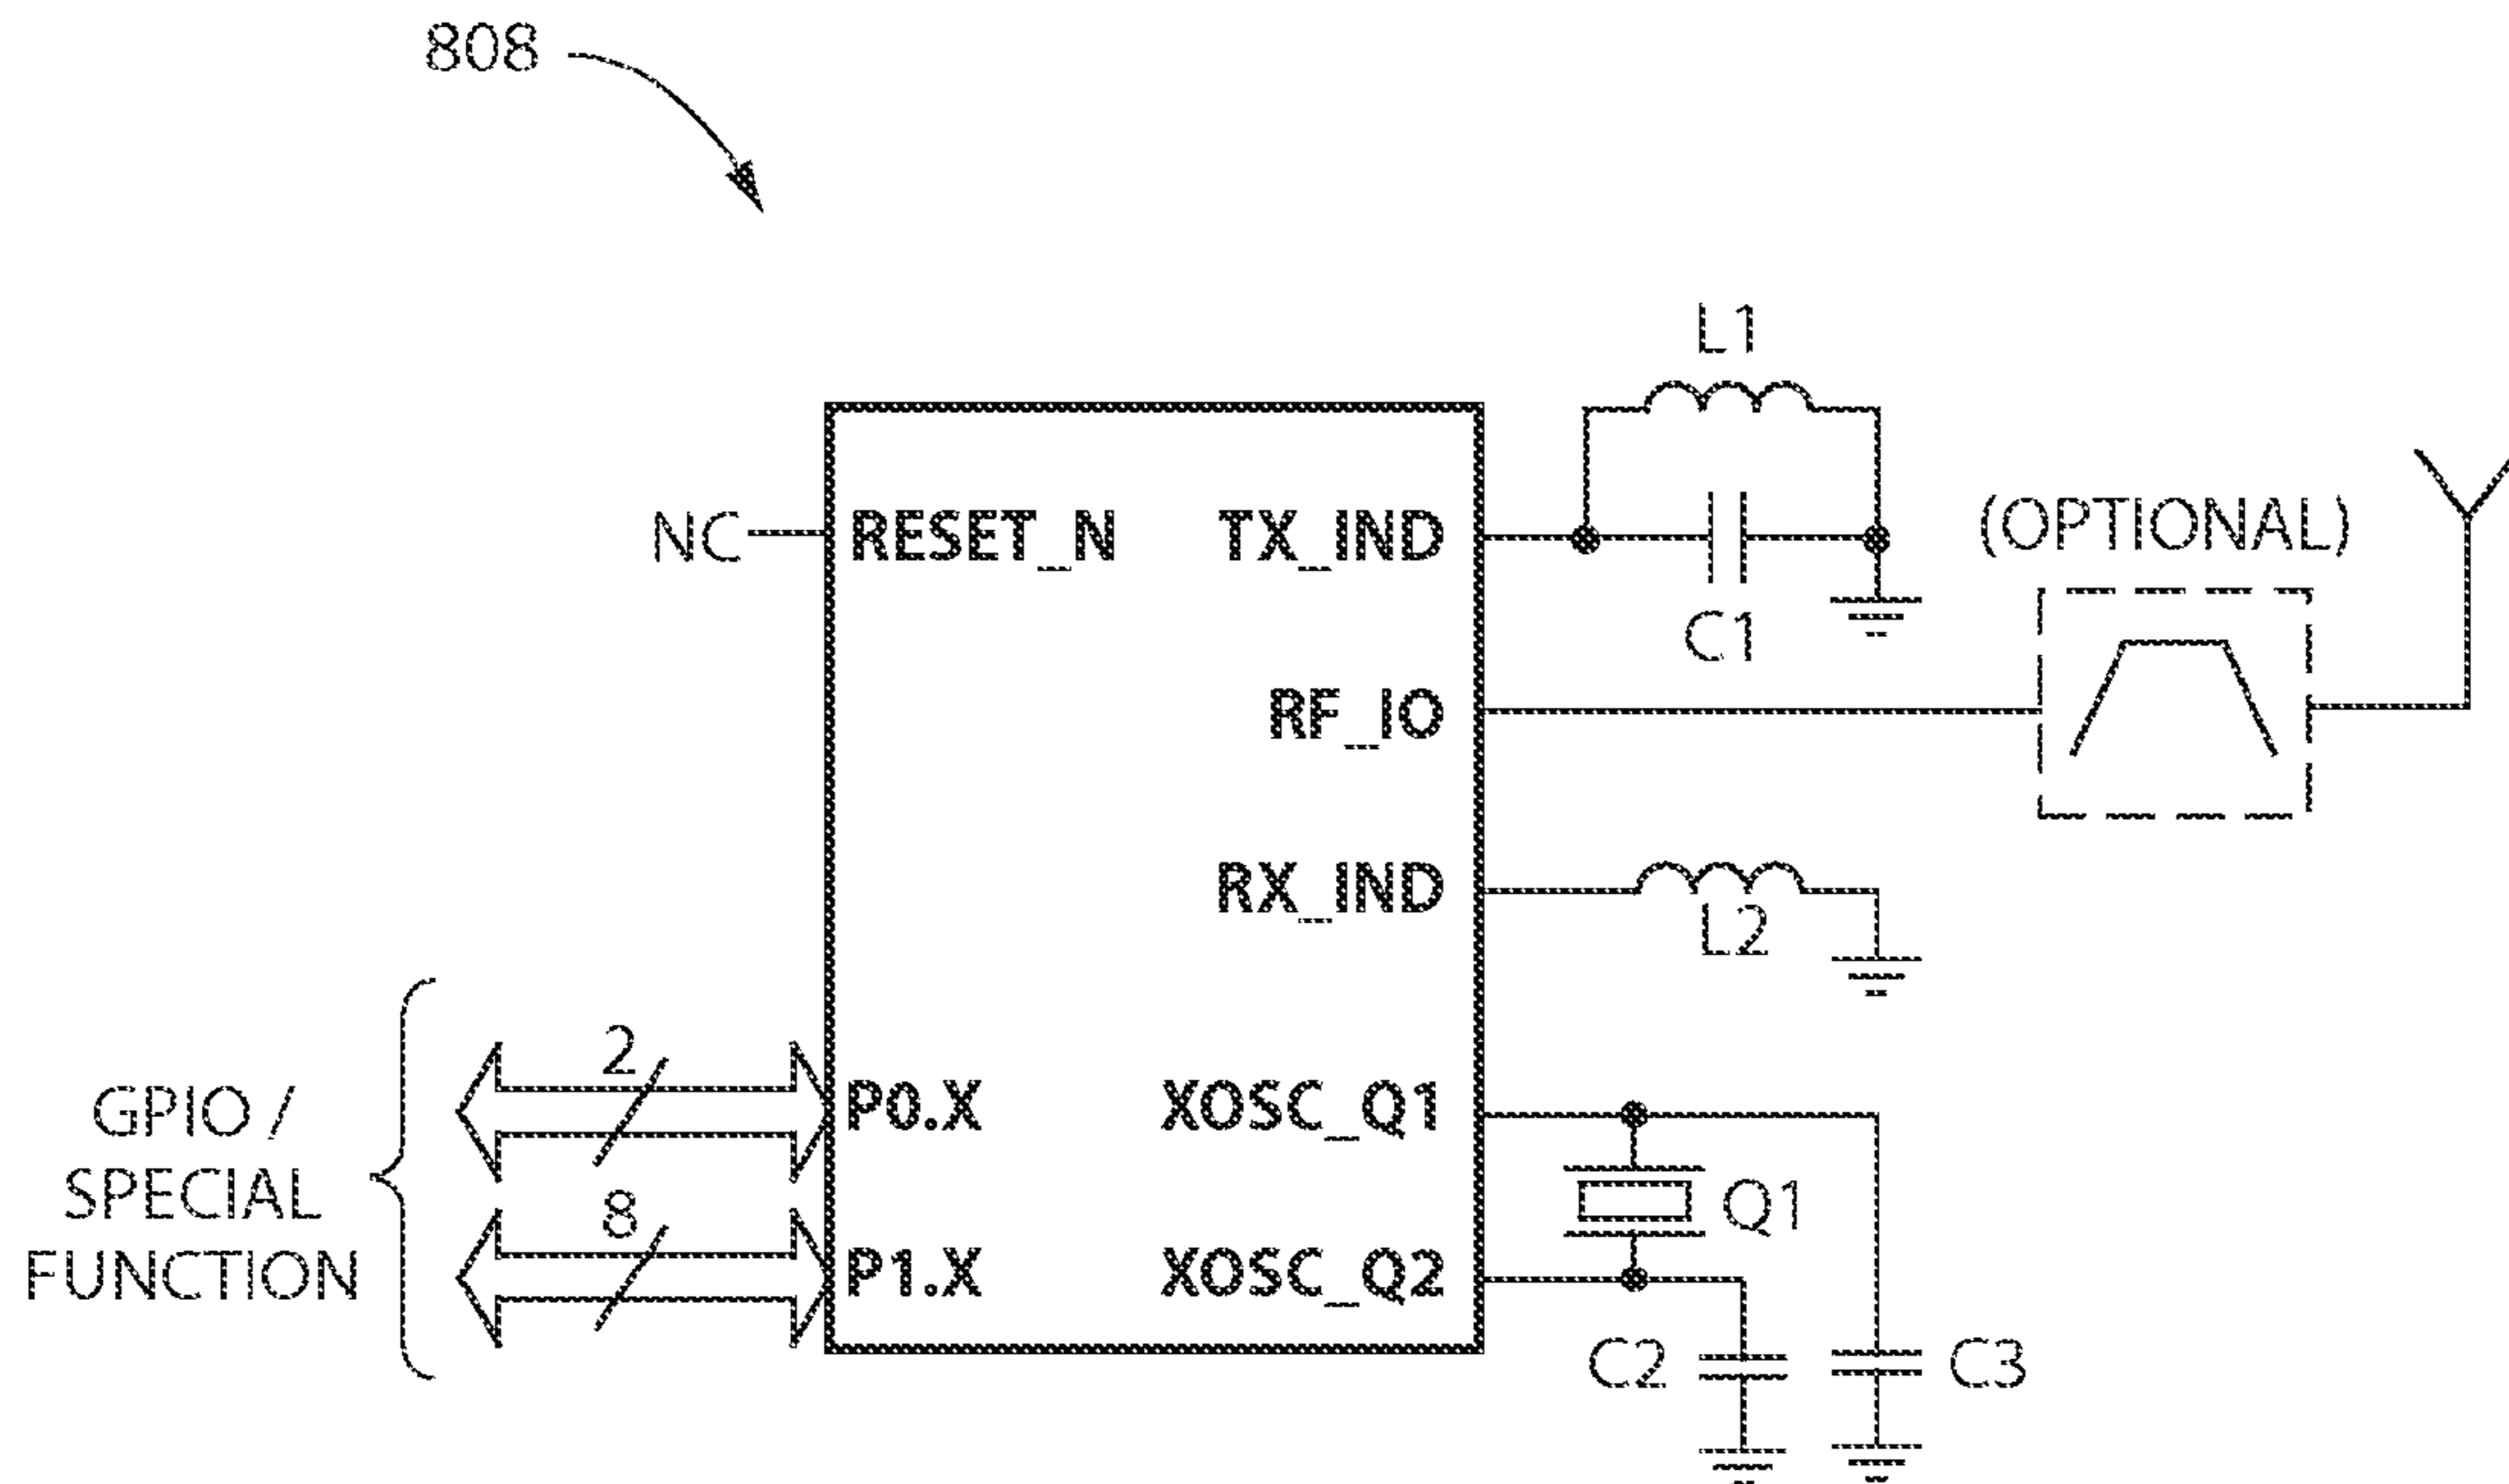 808
L1
NC
RESET_N
TX_IND
(OPTIONAL)
C1
RF_IO
RX_IND
L2
2
GPIO /
SPECIAL
FUNCTION
P0.X
XOSC_Q1
Q1
8
P1.X
XOSC_Q2
C2
C3